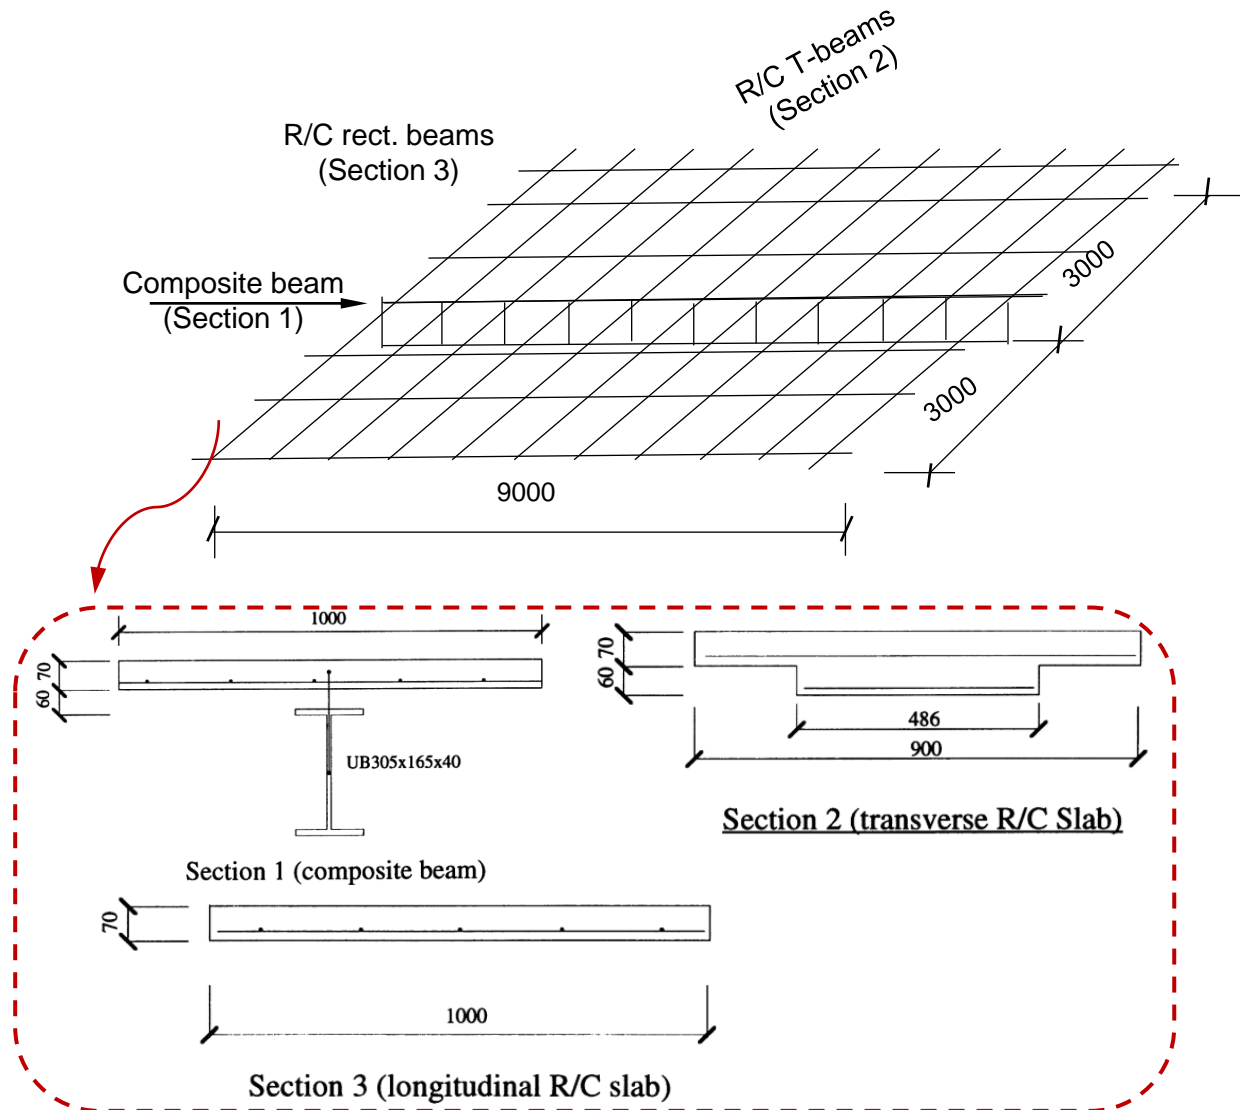 R/C T-beams
(Section 2)
R/C rect. beams
(Section 3)
Composite beam
(Section 1)
3000
3000
9000
1000
70
60
UB305x165x40
Section 1 (composite beam)
70
60
486
900
Section 2 (transverse R/C Slab)
70
1000
Section 3 (longitudinal R/C slab)